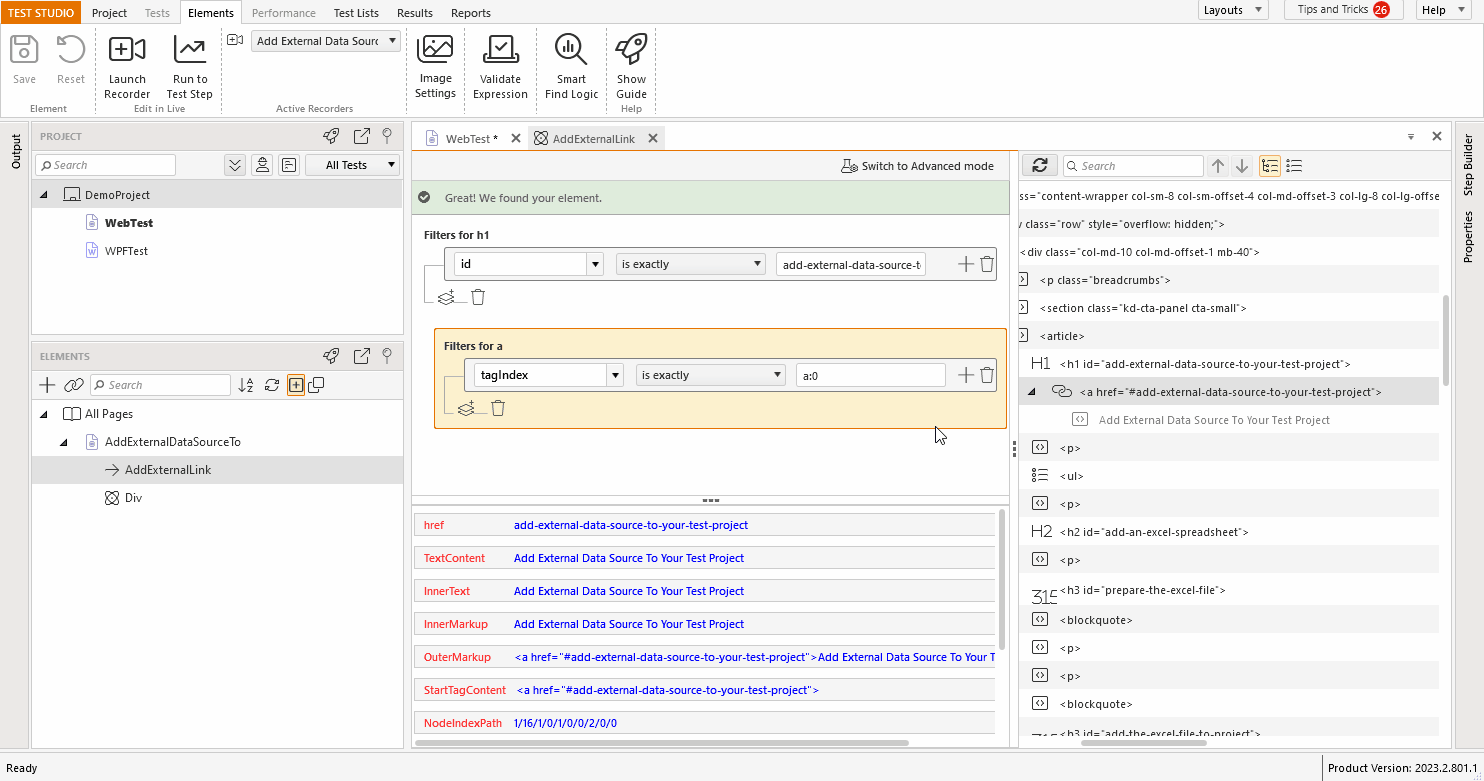 TEST STUDIO Project Tests Elements Performance Test Lists Results Reports Layouts Tips and Tricks 26 Help
Save Reset Launch Recorder Run to Test Step Add External Data Sourc Image Settings Validate Expression Smart Find Logic Show Guide
Element Edit in Live Active Recorders Help
Output
PROJECT
Search All Tests
DemoProject
WebTest
WPFTest
ELEMENTS
Search
All Pages
AddExternalDataSourceTo
AddExternalLink
Div
WebTest * AddExternalLink
Switch to Advanced mode
Great! We found your element.
Filters for h1
id is exactly add-external-data-source-t
Filters for a
tagIndex is exactly a:0
href add-external-data-source-to-your-test-project
TextContent Add External Data Source To Your Test Project
InnerText Add External Data Source To Your Test Project
InnerMarkup Add External Data Source To Your Test Project
OuterMarkup <a href="#add-external-data-source-to-your-test-project">Add External Data Source To Your T
StartTagContent <a href="#add-external-data-source-to-your-test-project">
NodeIndexPath 1/16/1/0/1/0/0/2/0/0
Search
ss="content-wrapper col-sm-8 col-sm-offset-4 col-md-offset-3 col-lg-8 col-lg-offse
class="row" style="overflow: hidden;">
<div class="col-md-10 col-md-offset-1 mb-40">
<p class="breadcrumbs">
<section class="kd-cta-panel cta-small">
<article>
H1 <h1 id="add-external-data-source-to-your-test-project">
<a href="#add-external-data-source-to-your-test-project">
Add External Data Source To Your Test Project
<p>
<ul>
<p>
H2 <h2 id="add-an-excel-spreadsheet">
<p>
315 <h3 id="prepare-the-excel-file">
<blockquote>
<p>
<p>
<blockquote>
<h3 id="add-the-excel-file-to-project">
Step Builder
Properties
Ready
Product Version: 2023.2.801.1